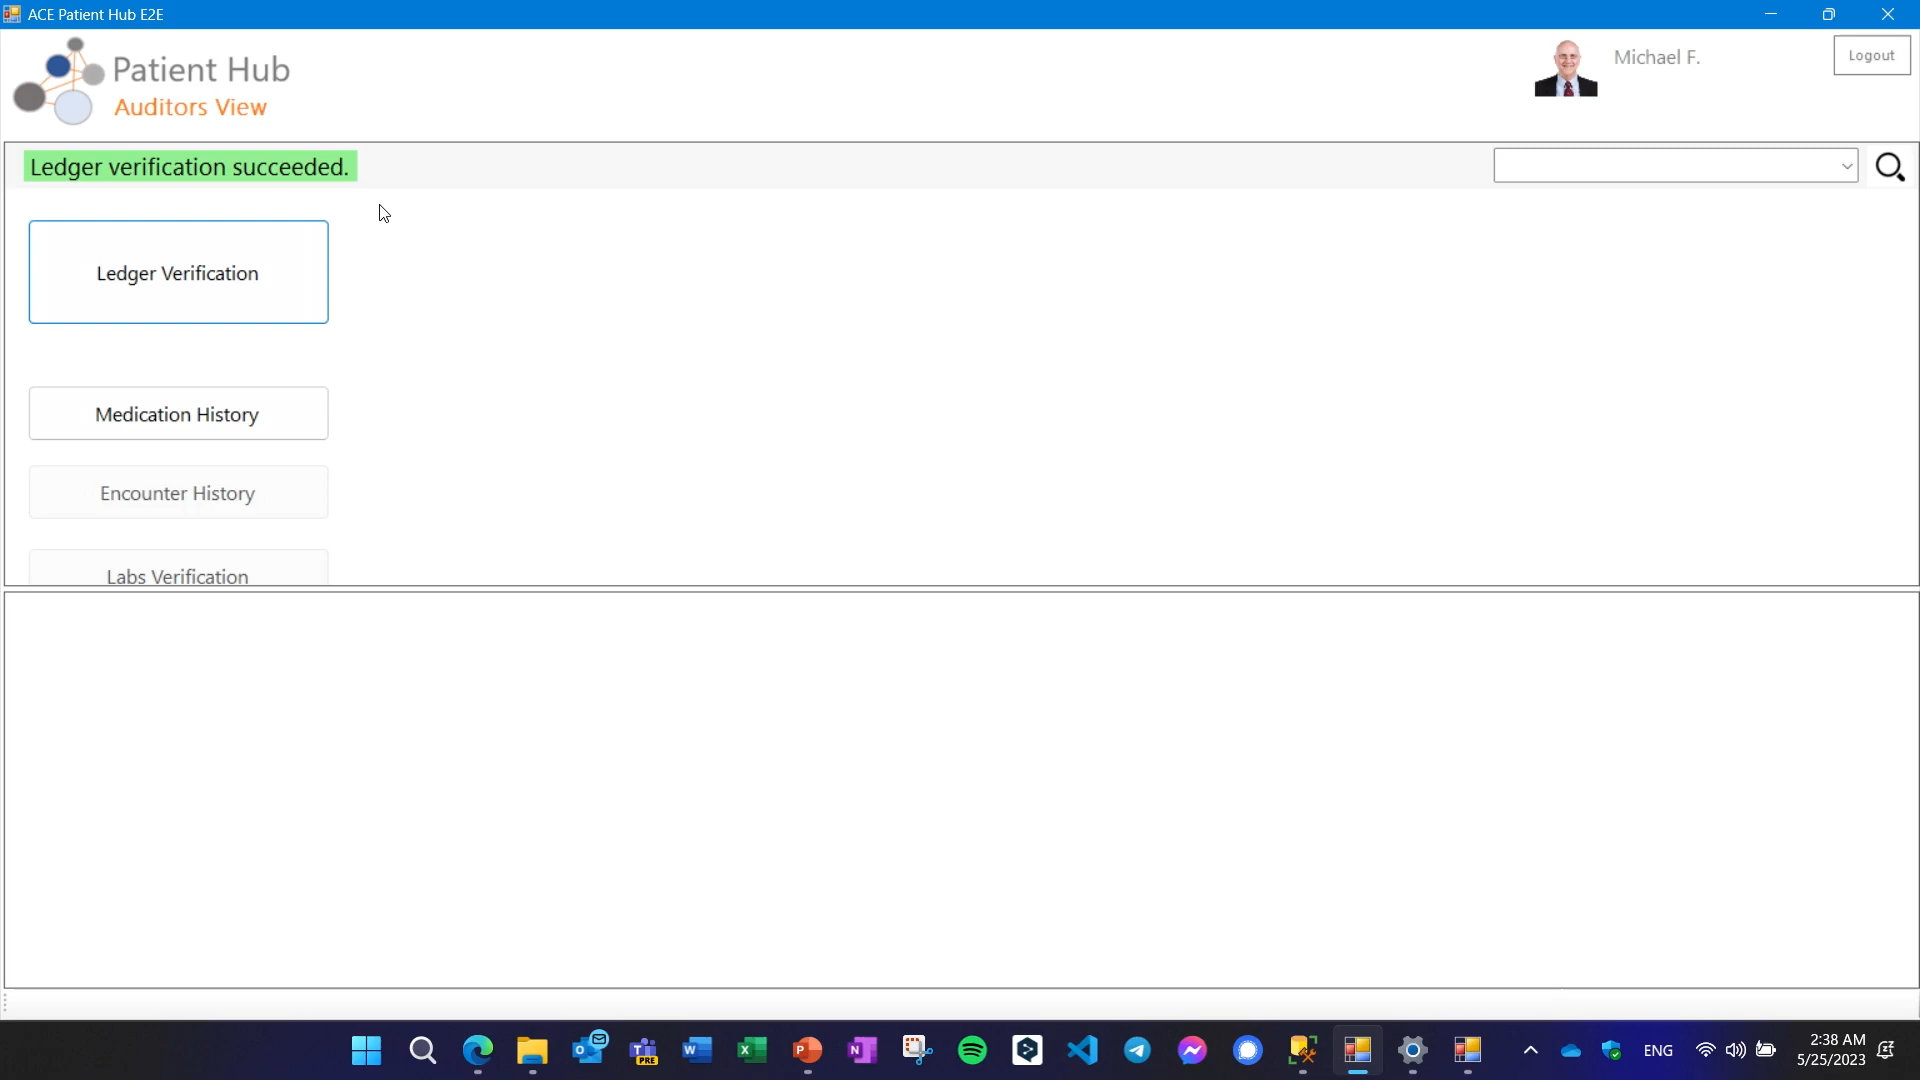 ACE Patient Hub E2E
Patient Hub
Auditors View
Michael F.
Logout
Ledger verification succeeded.
Ledger Verification
Medication History
Encounter History
Labs Verification
PRE
ENG
2:38 AM
5/25/2023